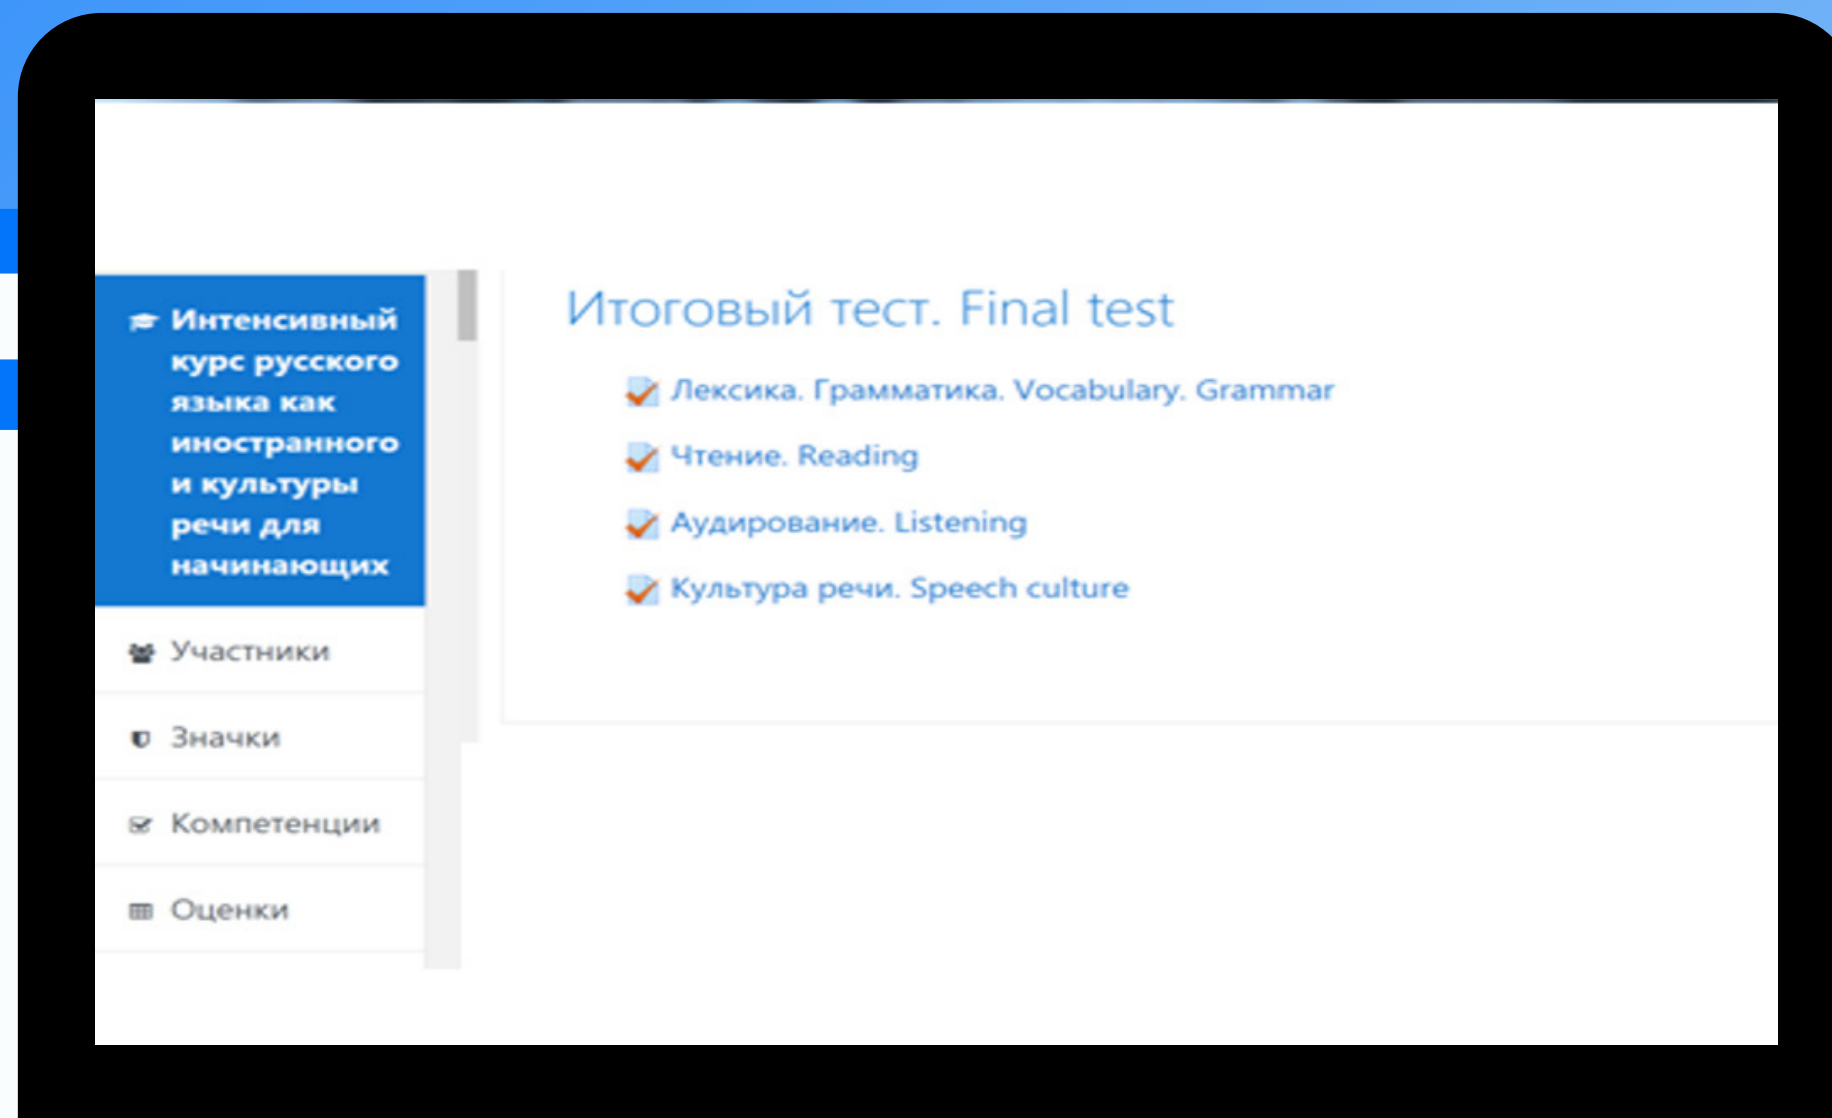 Интенсивный
курс русского
языка как
иностранного
и культуры
речи для
начинающих
Участники
Значки
Компетенции
Оценки
Итоговый тест. Final test
Лексика. Грамматика. Vocabulary. Grammar
Чтение. Reading
Аудирование. Listening
Культура речи. Speech culture